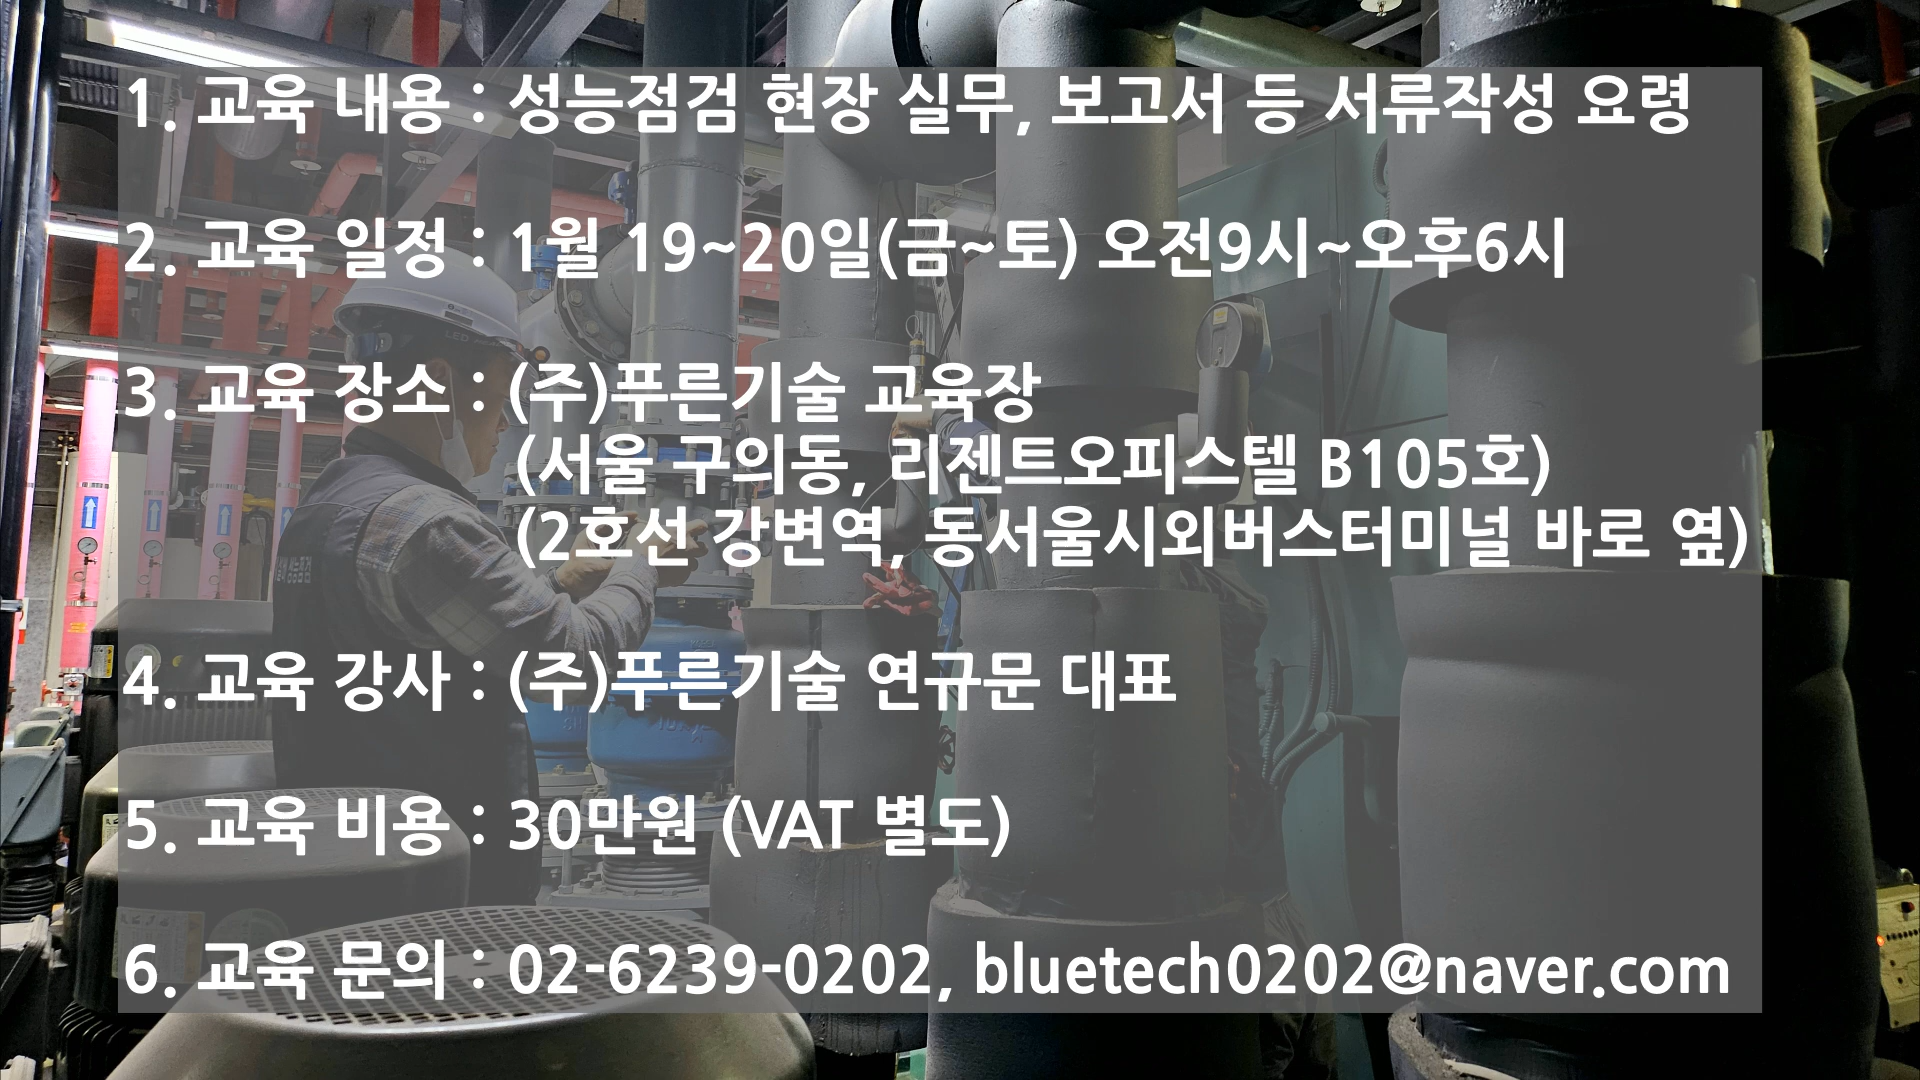 1. 교육 내용 : 성능점검 현장 실무, 보고서 등 서류작성 요령
2. 교육 일정 : 1월 19~20일(금~토) 오전9시~오후6시
3. 교육 장소 : (주)푸른기술 교육장
(서울 구의동, 리젠트오피스텔 B105호)
(2호선 강변역, 동서울시외버스터미널 바로 옆)
4. 교육 강사 : (주)푸른기술 연규문 대표
5. 교육 비용 : 30만원 (VAT 별도)
6. 교육 문의 : 02-6239-0202, bluetech0202@naver.com